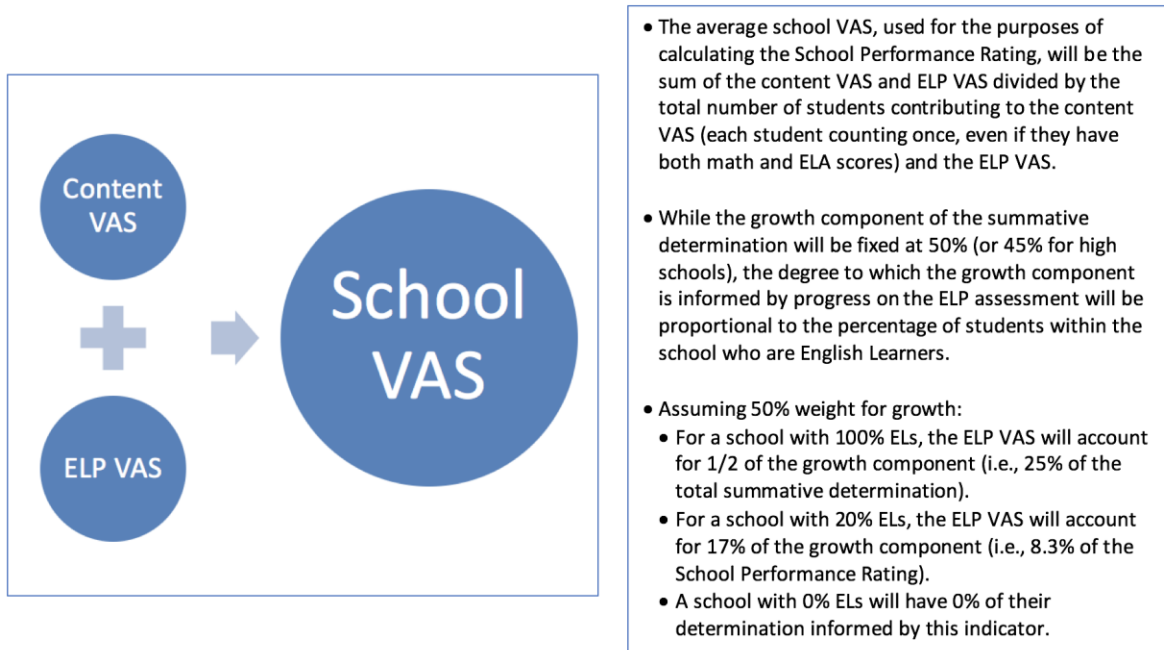 Content
VAS
ELP VAS
School
VAS
• The average school VAS, used for the purposes of
calculating the School Performance Rating, will be the
sum of the content VAS and ELP VAS divided by the
total number of students contributing to the content
VAS (each student counting once, even if they have
both math and ELA scores) and the ELP VAS.
• While the growth component of the summative
determination will be fixed at 50% (or 45% for high
schools), the degree to which the growth component
is informed by progress on the ELP assessment will be
proportional to the percentage of students within the
school who are English Learners.
• Assuming 50% weight for growth:
• For a school with 100% ELs, the ELP VAS will account
for 1/2 of the growth component (i.e., 25% of the
total summative determination).
• For a school with 20% ELs, the ELP VAS will account
for 17% of the growth component (i.e., 8.3% of the
School Performance Rating).
• A school with 0% ELs will have 0% of their
determination informed by this indicator.